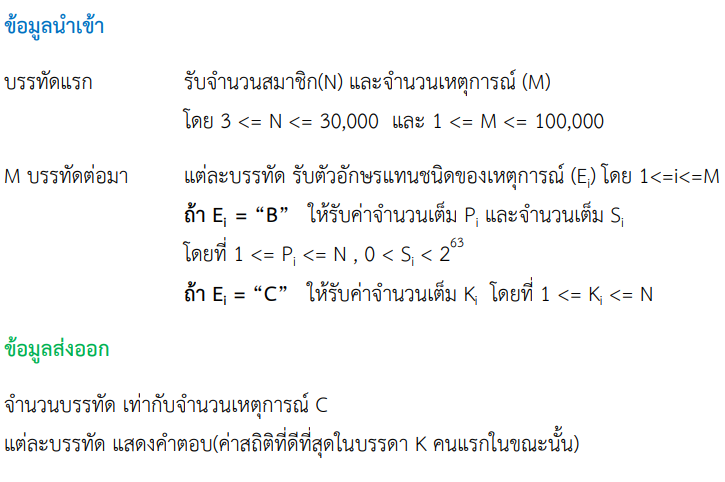 ข้อมูลนำเข้า
บรรทัดแรก รับจำนวนสมาชิก(N) และจำนวนเหตุการณ์ (M)
โดย 3 <= N <= 30,000 และ 1 <= M <= 100,000
M บรรทัดต่อมา แต่ละบรรทัด รับตัวอักษรแทนชนิดของเหตุการณ์ (Ei) โดย 1<=i<=M
ถ้า Ei = “B” ให้รับค่าจำนวนเต็ม Pi และจำนวนเต็ม Si
โดยที่ 1 <= Pi <= N , 0 < Si < 2^63
ถ้า Ei = “C” ให้รับค่าจำนวนเต็ม Ki โดยที่ 1 <= Ki <= N
ข้อมูลส่งออก
จำนวนบรรทัด เท่ากับจำนวนเหตุการณ์ C
แต่ละบรรทัด แสดงคำตอบ(ค่าสถิติที่ดีที่สุดในบรรดา K คนแรกในขณะนั้น)